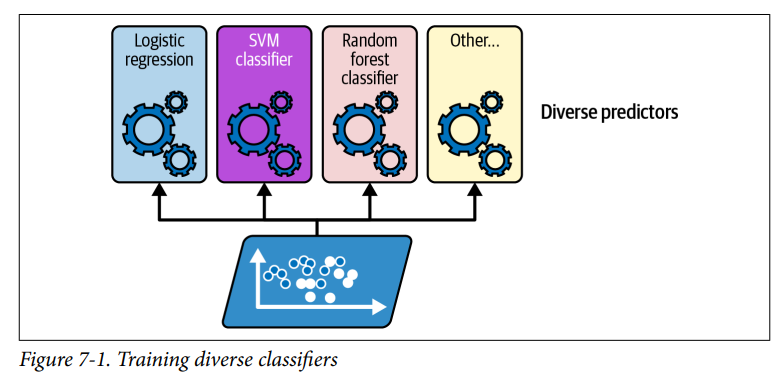 Logistic
regression
SVM
classifier
Random
forest
classifier
Other...
Diverse predictors
Figure 7-1. Training diverse classifiers